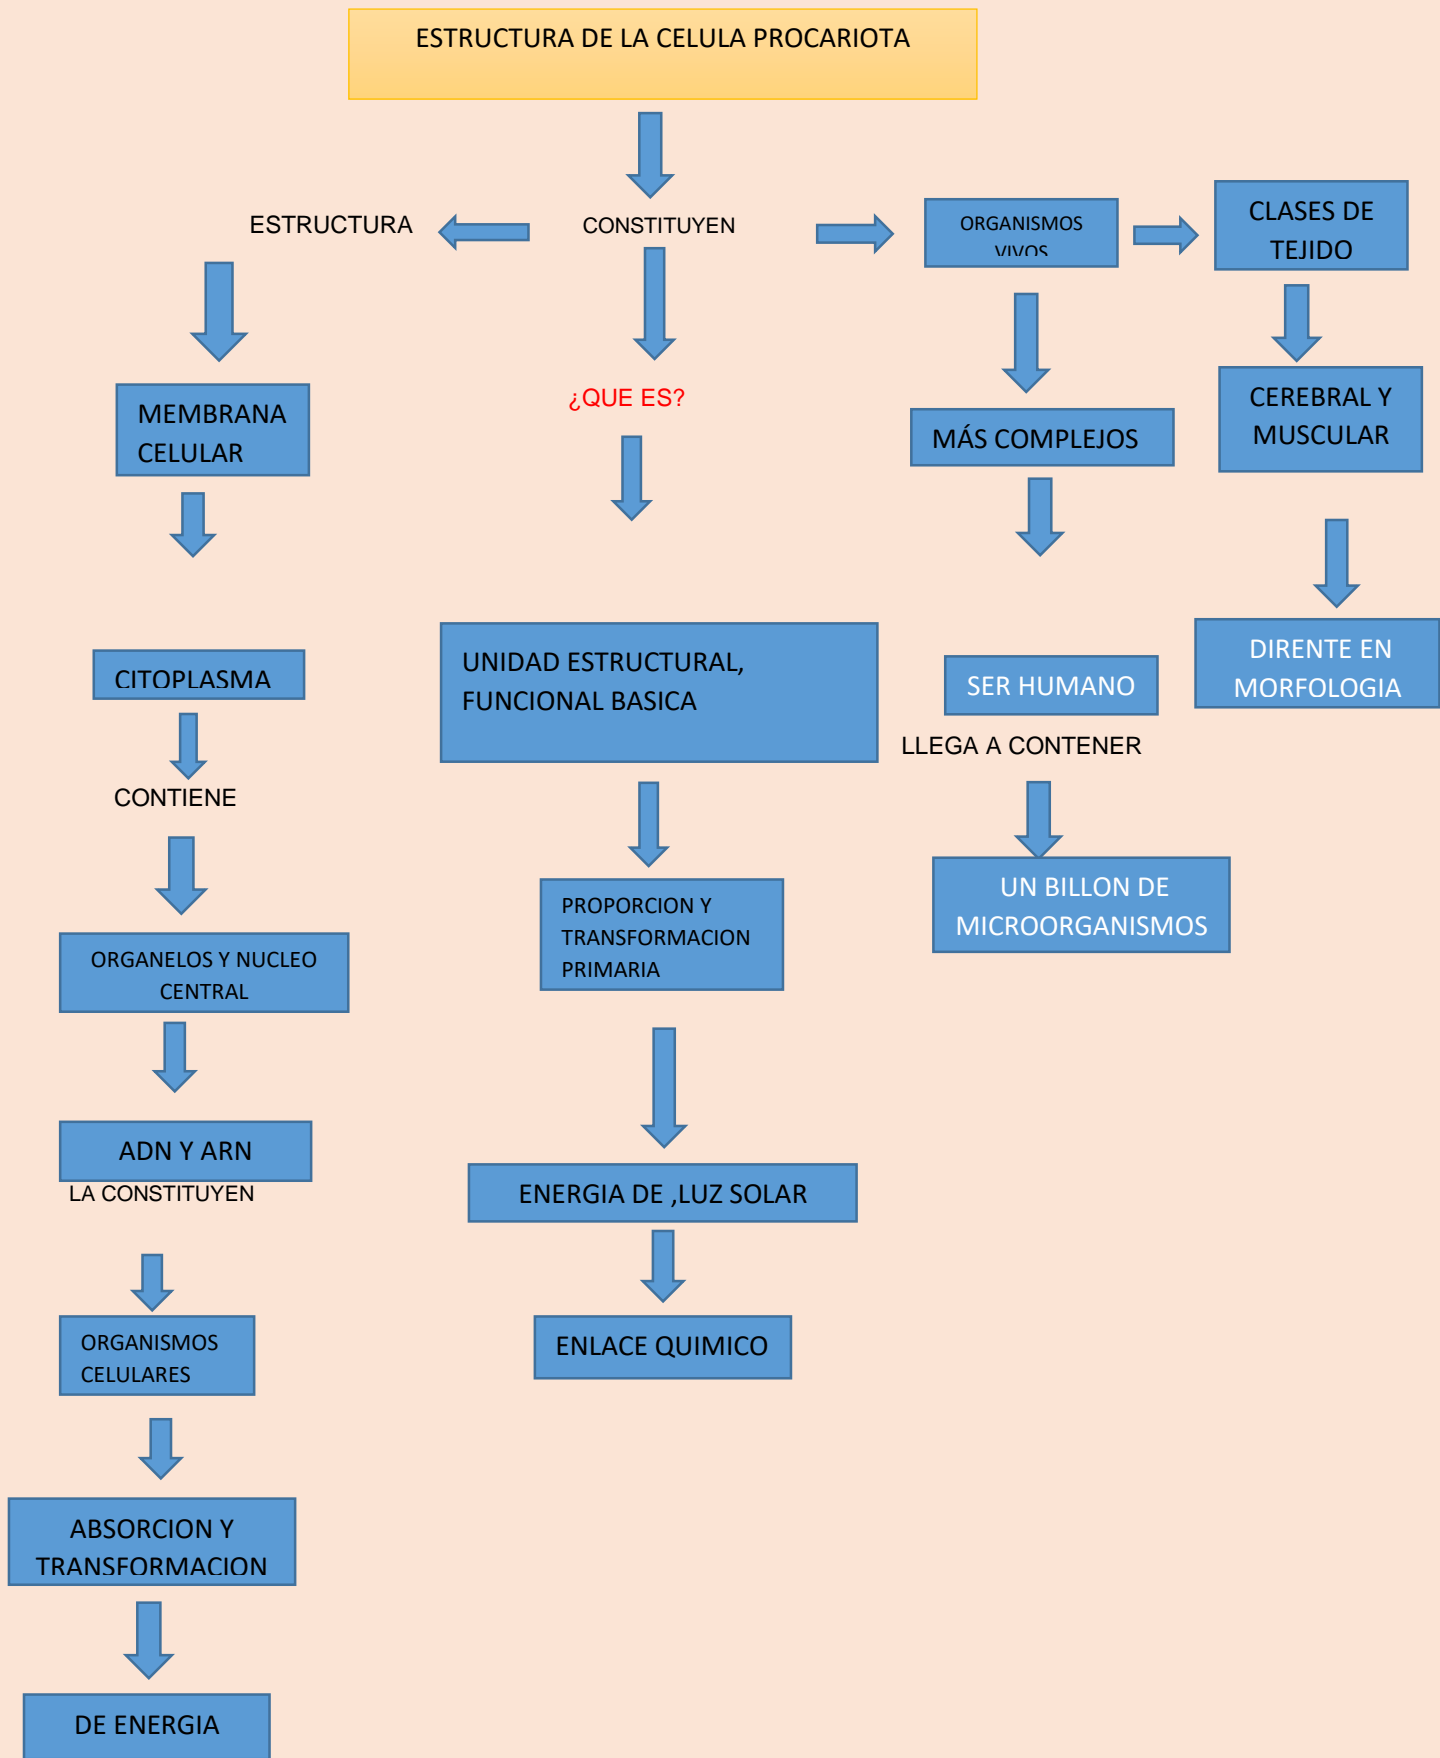 ESTRUCTURA DE LA CELULA PROCARIOTA
ESTRUCTURA
CONSTITUYEN
ORGANISMOS
VIVOS
CLASES DE
TEJIDO
MEMBRANA
CELULAR
¿QUE ES?
MÁS COMPLEJOS
CEREBRAL Y
MUSCULAR
CITOPLASMA
UNIDAD ESTRUCTURAL,
FUNCIONAL BASICA
SER HUMANO
DIRENTE EN
MORFOLOGIA
LLEGA A CONTENER
CONTIENE
UN BILLON DE
MICROORGANISMOS
PROPORCION Y
TRANSFORMACION
PRIMARIA
ORGANELOS Y NUCLEO
CENTRAL
ADN Y ARN
LA CONSTITUYEN
ENERGIA DE ,LUZ SOLAR
ORGANISMOS
CELULARES
ENLACE QUIMICO
ABSORCION Y
TRANSFORMACION
DE ENERGIA